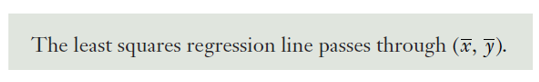 The least squares regression line passes through (x̅, y̅).